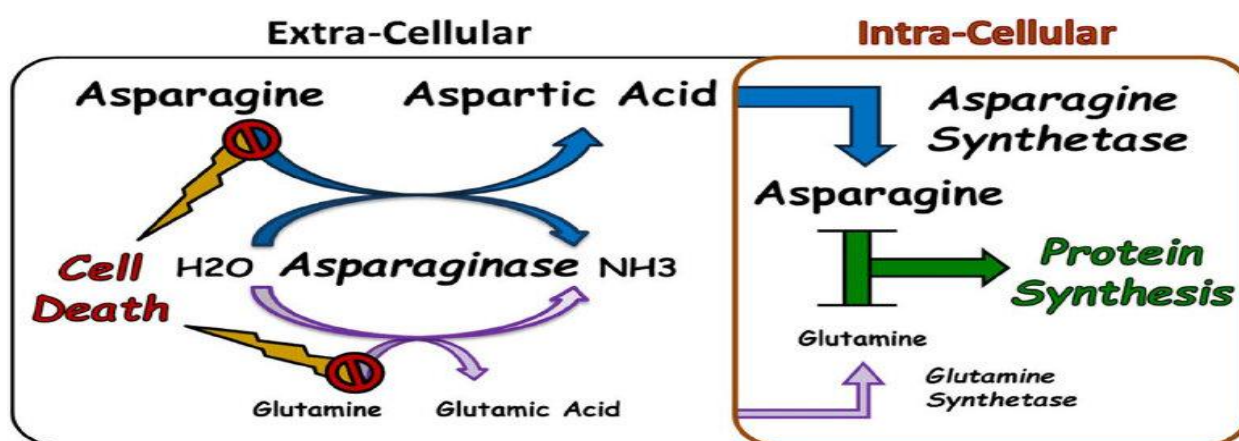 Extra-Cellular
Intra-Cellular
Asparagine
Aspartic Acid
Asparagine
Synthetase
Asparagine
Cell
Death
H2O
Asparaginase
NH3
Protein
Synthesis
Glutamine
Glutamine
Synthetase
Glutamine
Glutamic Acid